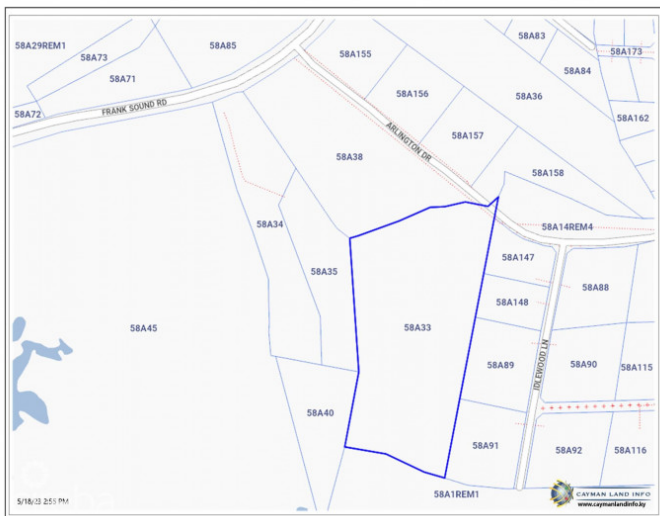 58A29REM1
58A73
58A85
58A71
58A72
FRANK SOUND RD
58A155
58A83
58A173
58A84
58A156
58A36
58A162
58A157
ARLINGTON DR
58A38
58A158
58A34
58A14REM4
58A35
58A147
58A88
58A148
58A45
58A33
58A89
IDLEWOOD LN
58A90
58A115
58A40
58A91
58A92
58A116
58A1REM1
5/18/23 2:55 PM
CAYMAN LAND INFO
www.caymanlandinfo.ky